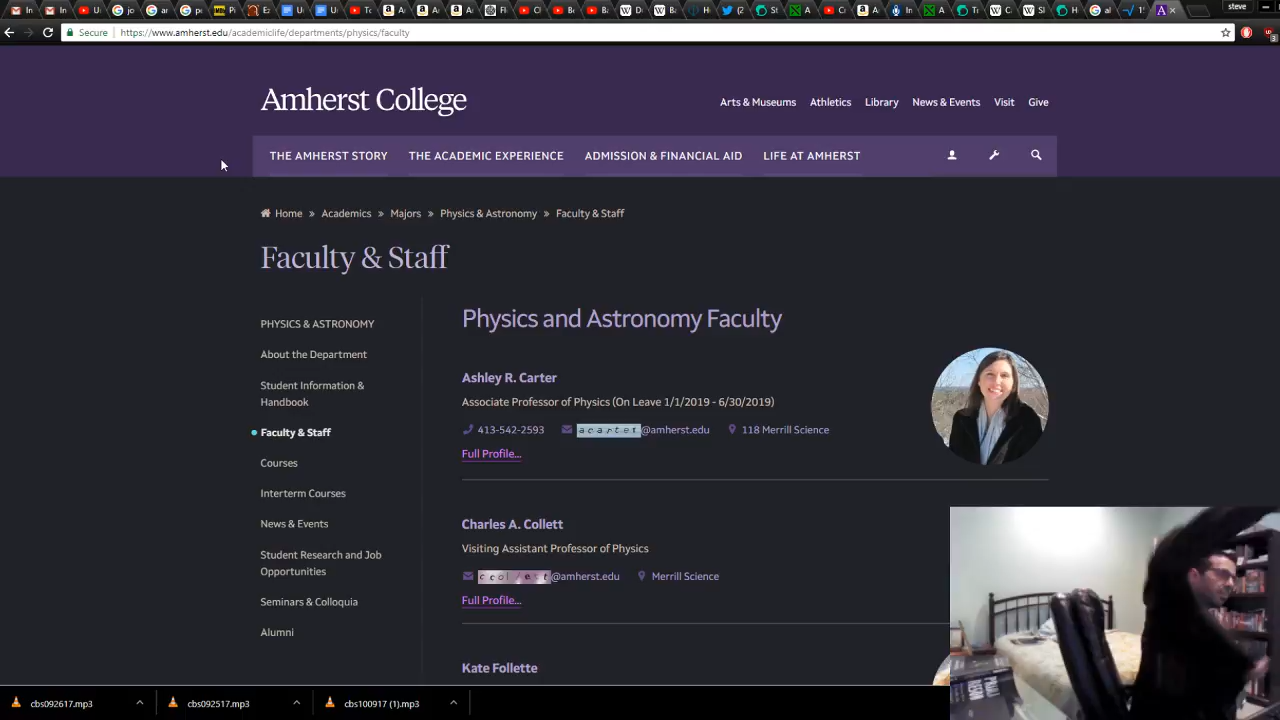 steve
Secure https://www.amherst.edu/academiclife/departments/physics/faculty
Amherst College
Arts & Museums Athletics Library News & Events Visit Give
THE AMHERST STORY THE ACADEMIC EXPERIENCE ADMISSION & FINANCIAL AID LIFE AT AMHERST
Home » Academics » Majors » Physics & Astronomy » Faculty & Staff
Faculty & Staff
PHYSICS & ASTRONOMY
About the Department
Student Information &
Handbook
Faculty & Staff
Courses
Interterm Courses
News & Events
Student Research and Job
Opportunities
Seminars & Colloquia
Alumni
Physics and Astronomy Faculty
Ashley R. Carter
Associate Professor of Physics (On Leave 1/1/2019 - 6/30/2019)
413-542-2593 acarter@amherst.edu 118 Merrill Science
Full Profile...
Charles A. Collett
Visiting Assistant Professor of Physics
ccollett@amherst.edu Merrill Science
Full Profile...
Kate Follette
cbs092617.mp3 cbs092517.mp3 cbs100917 (1).mp3